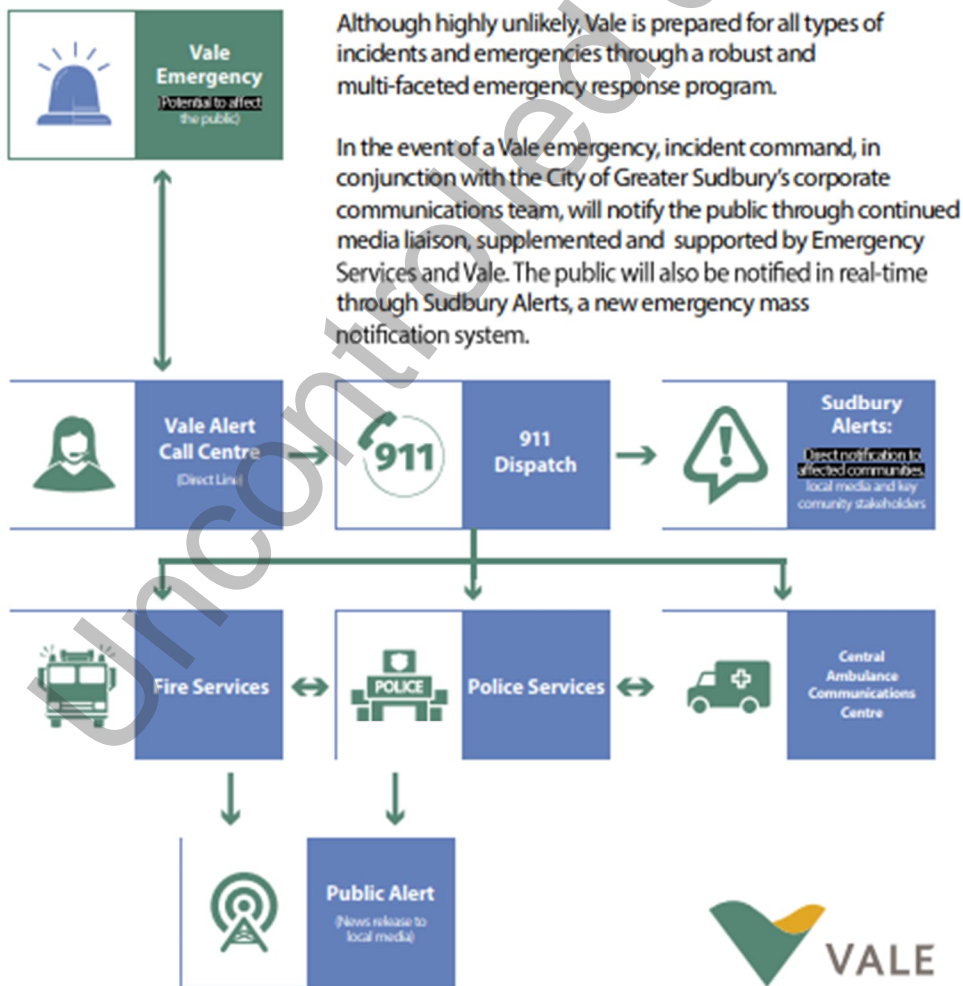 Although highly unlikely, Vale is prepared for all types of
incidents and emergencies through a robust and
multi-faceted emergency response program.
In the event of a Vale emergency, incident command, in
conjunction with the City of Greater Sudbury's corporate
communications team, will notify the public through continued
media liaison, supplemented and supported by Emergency
Services and Vale. The public will also be notified in real-time
through Sudbury Alerts, a new emergency mass
notification system.
Vale
Emergency
(Potential to affect
the public)
Vale Alert
Call Centre
(Direct Line)
911
911
Dispatch
Sudbury
Alerts:
Direct notification to
affected communities,
local media and key
comunity stakeholders
Fire Services
POLICE
Police Services
Central
Ambulance
Communications
Centre
Public Alert
(News release to
local media)
VALE
Uncontrolled